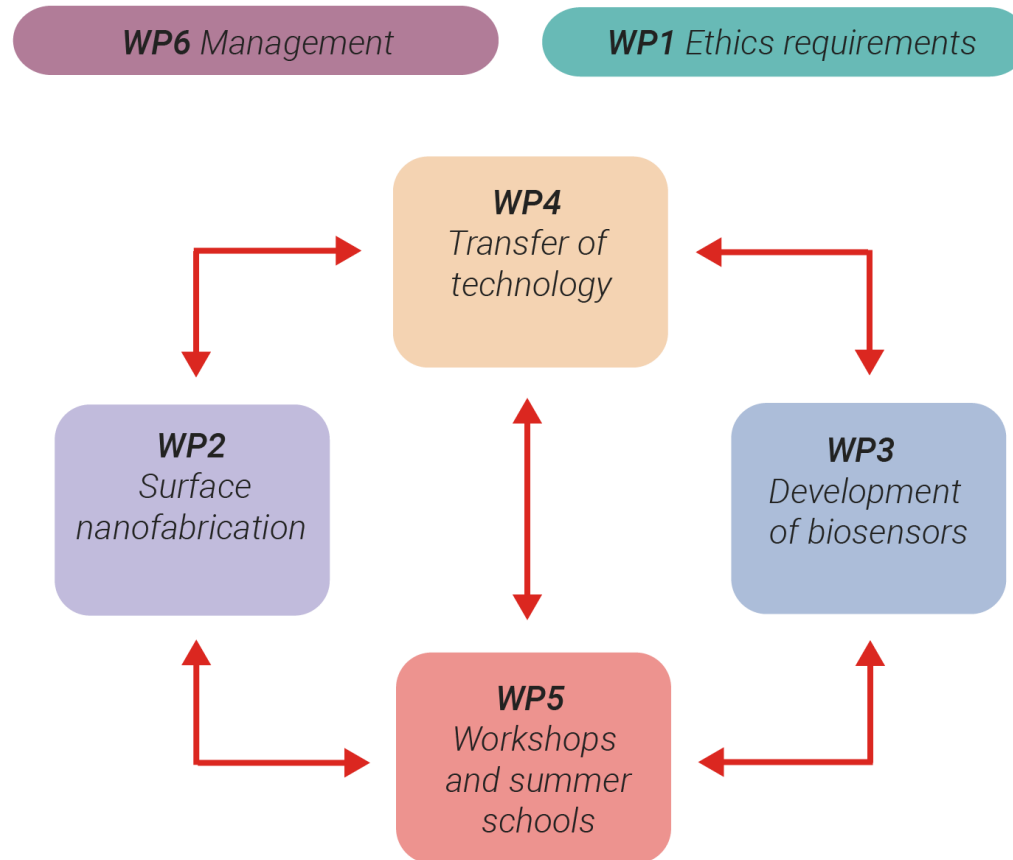 WP6 Management
WP1 Ethics requirements
WP4
Transfer of
technology
WP2
Surface
nanofabrication
WP3
Development
of biosensors
WP5
Workshops
and summer
schools